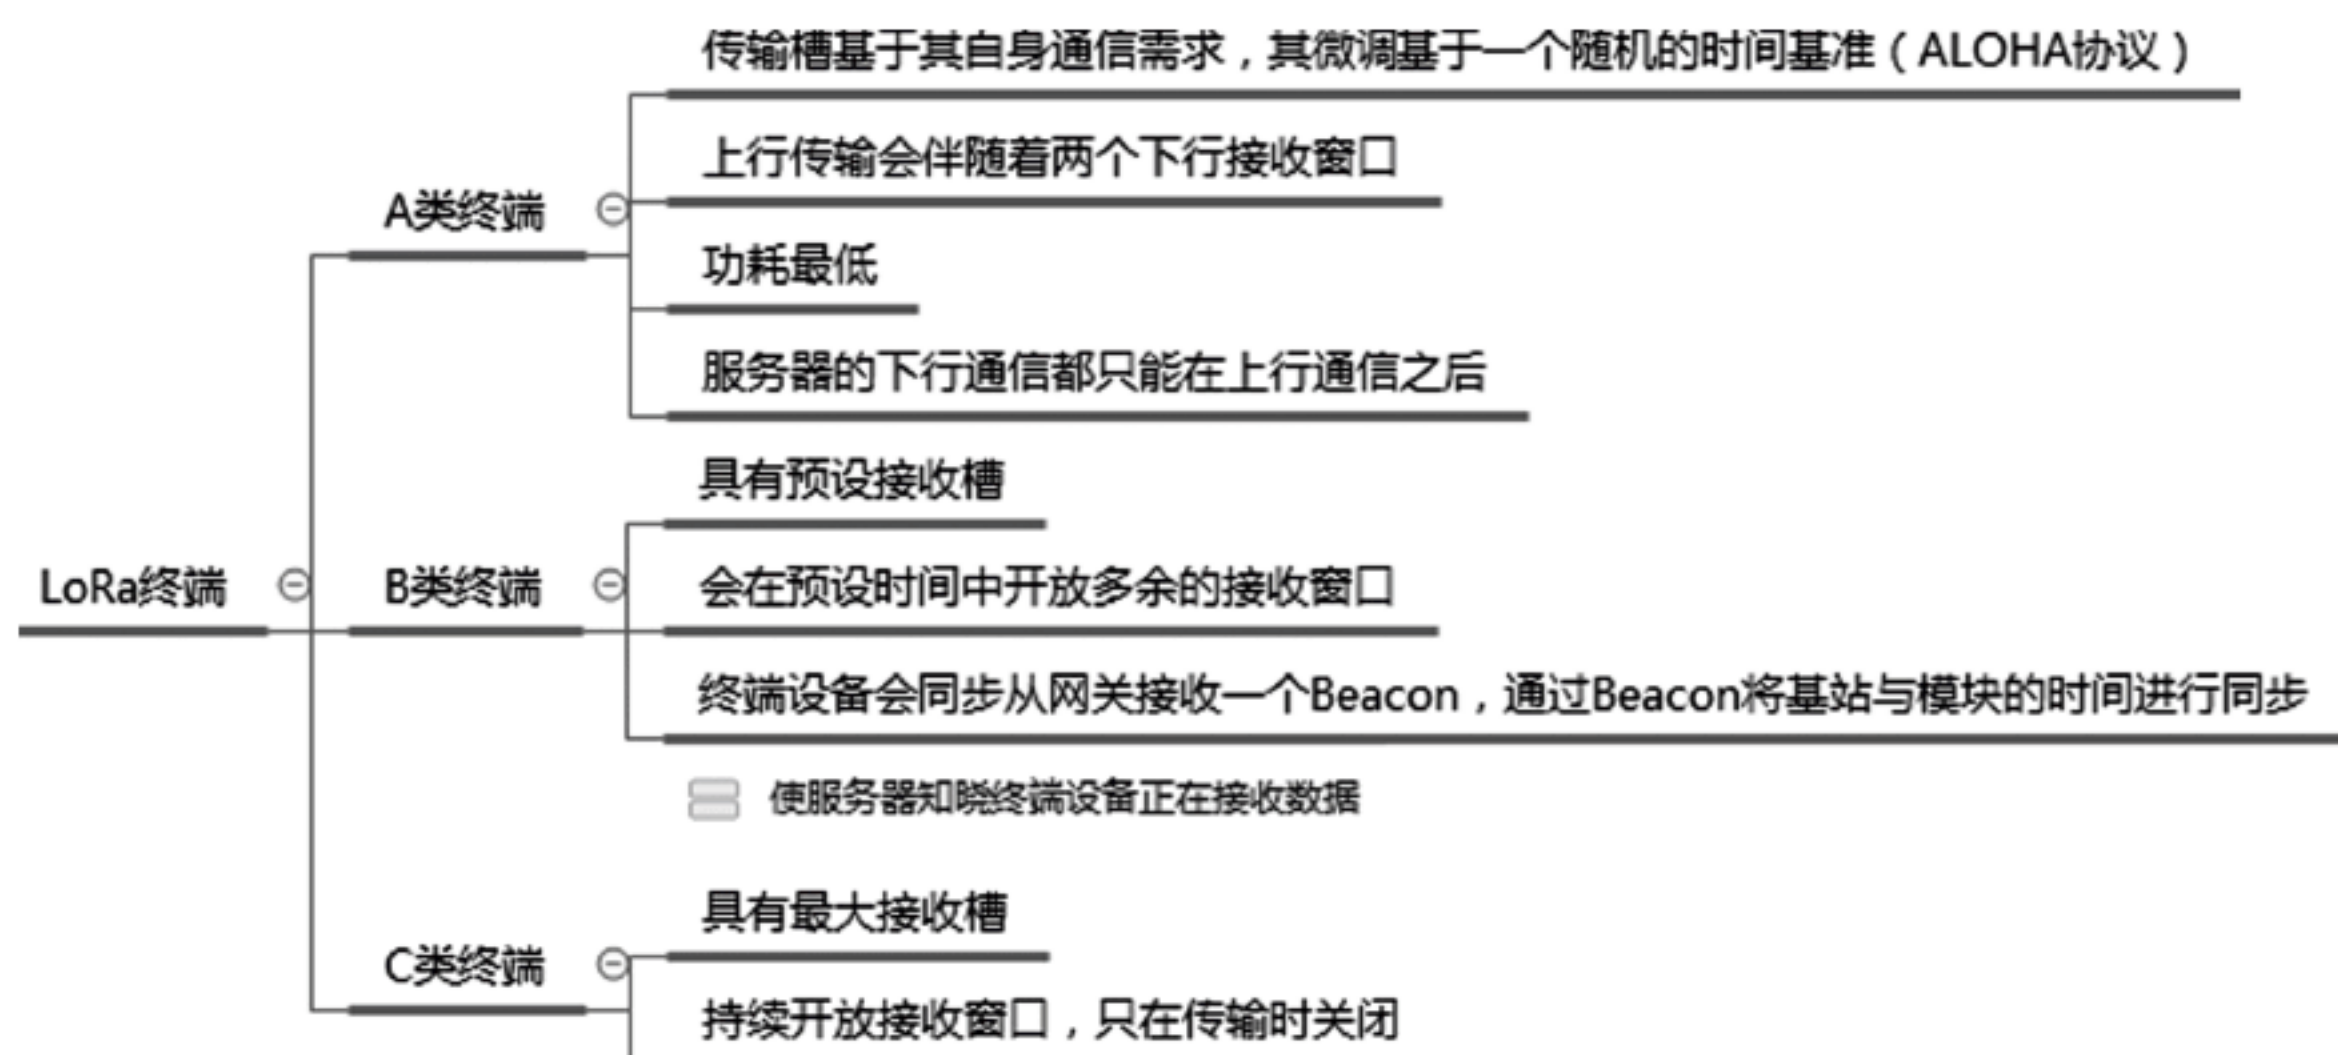 传输槽基于其自身通信需求，其微调基于一个随机的时间基准（ALOHA协议）
上行传输会伴随着两个下行接收窗口
A类终端
功耗最低
服务器的下行通信都只能在上行通信之后
具有预设接收槽
LoRa终端
B类终端
会在预设时间中开放多余的接收窗口
终端设备会同步从网关接收一个Beacon，通过Beacon将基站与模块的时间进行同步
使服务器知晓终端设备正在接收数据
具有最大接收槽
C类终端
持续开放接收窗口，只在传输时关闭